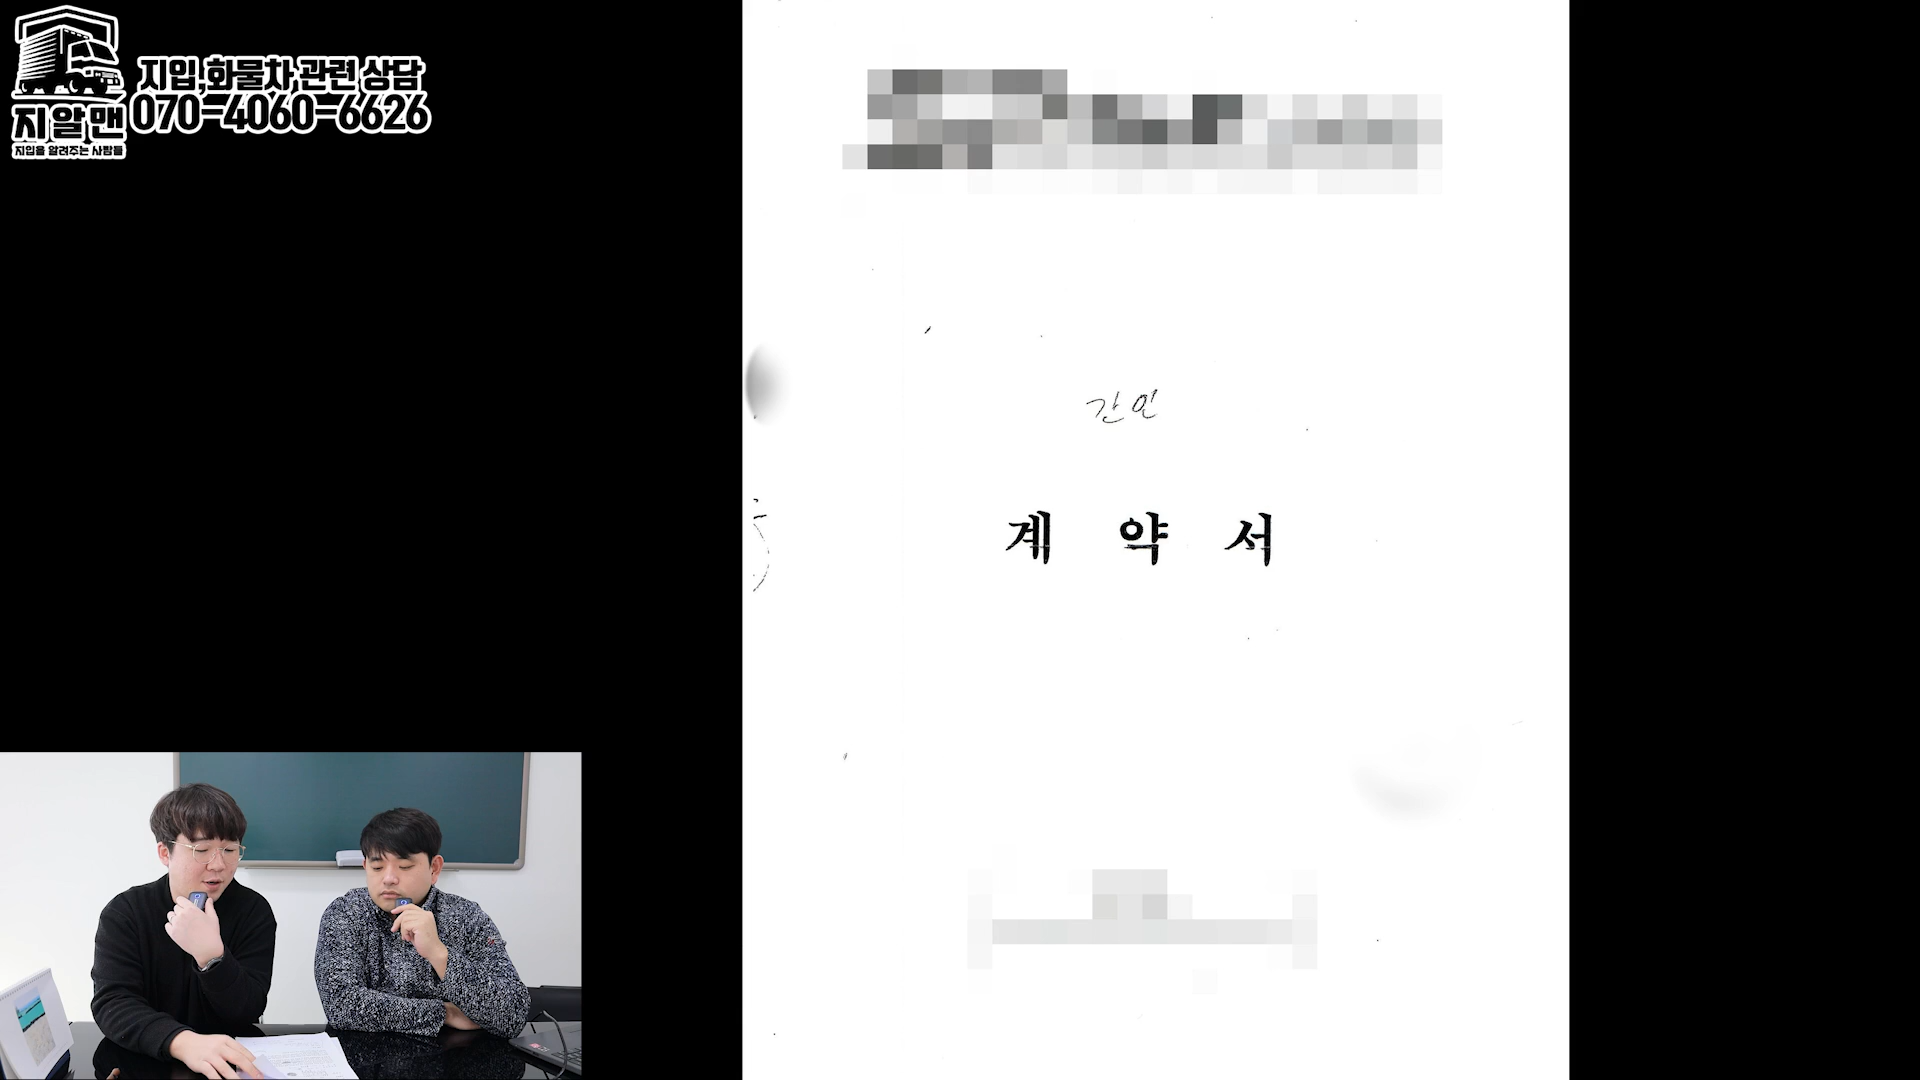 지입,화물차,관련 상담
070-4060-6626
지알맨
지입을 알려주는 사람들
간인
계 약 서